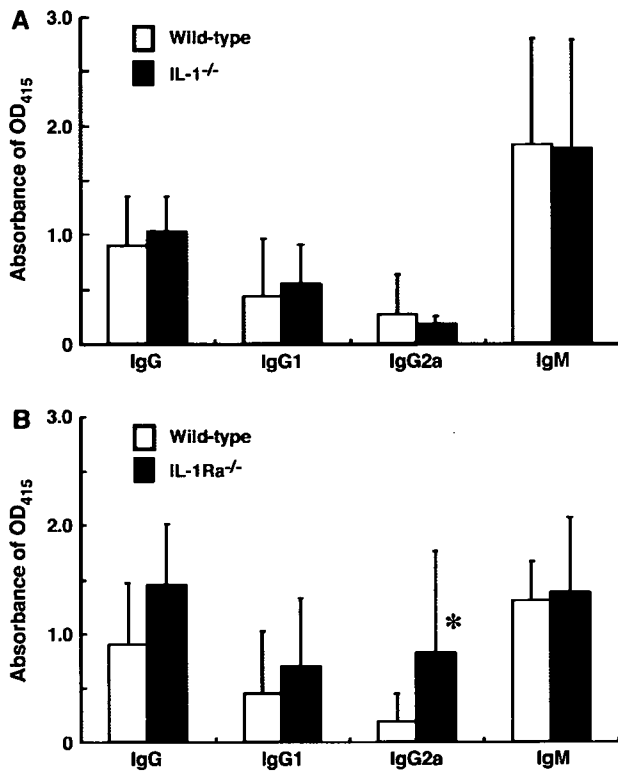 A
3.0
2.0
1.0
0
Absorbance of OD415
Wild-type
IL-1-/-
IgG IgG1 IgG2a IgM
B
3.0
2.0
1.0
0
Absorbance of OD415
Wild-type
IL-1Ra-/-
*
IgG IgG1 IgG2a IgM